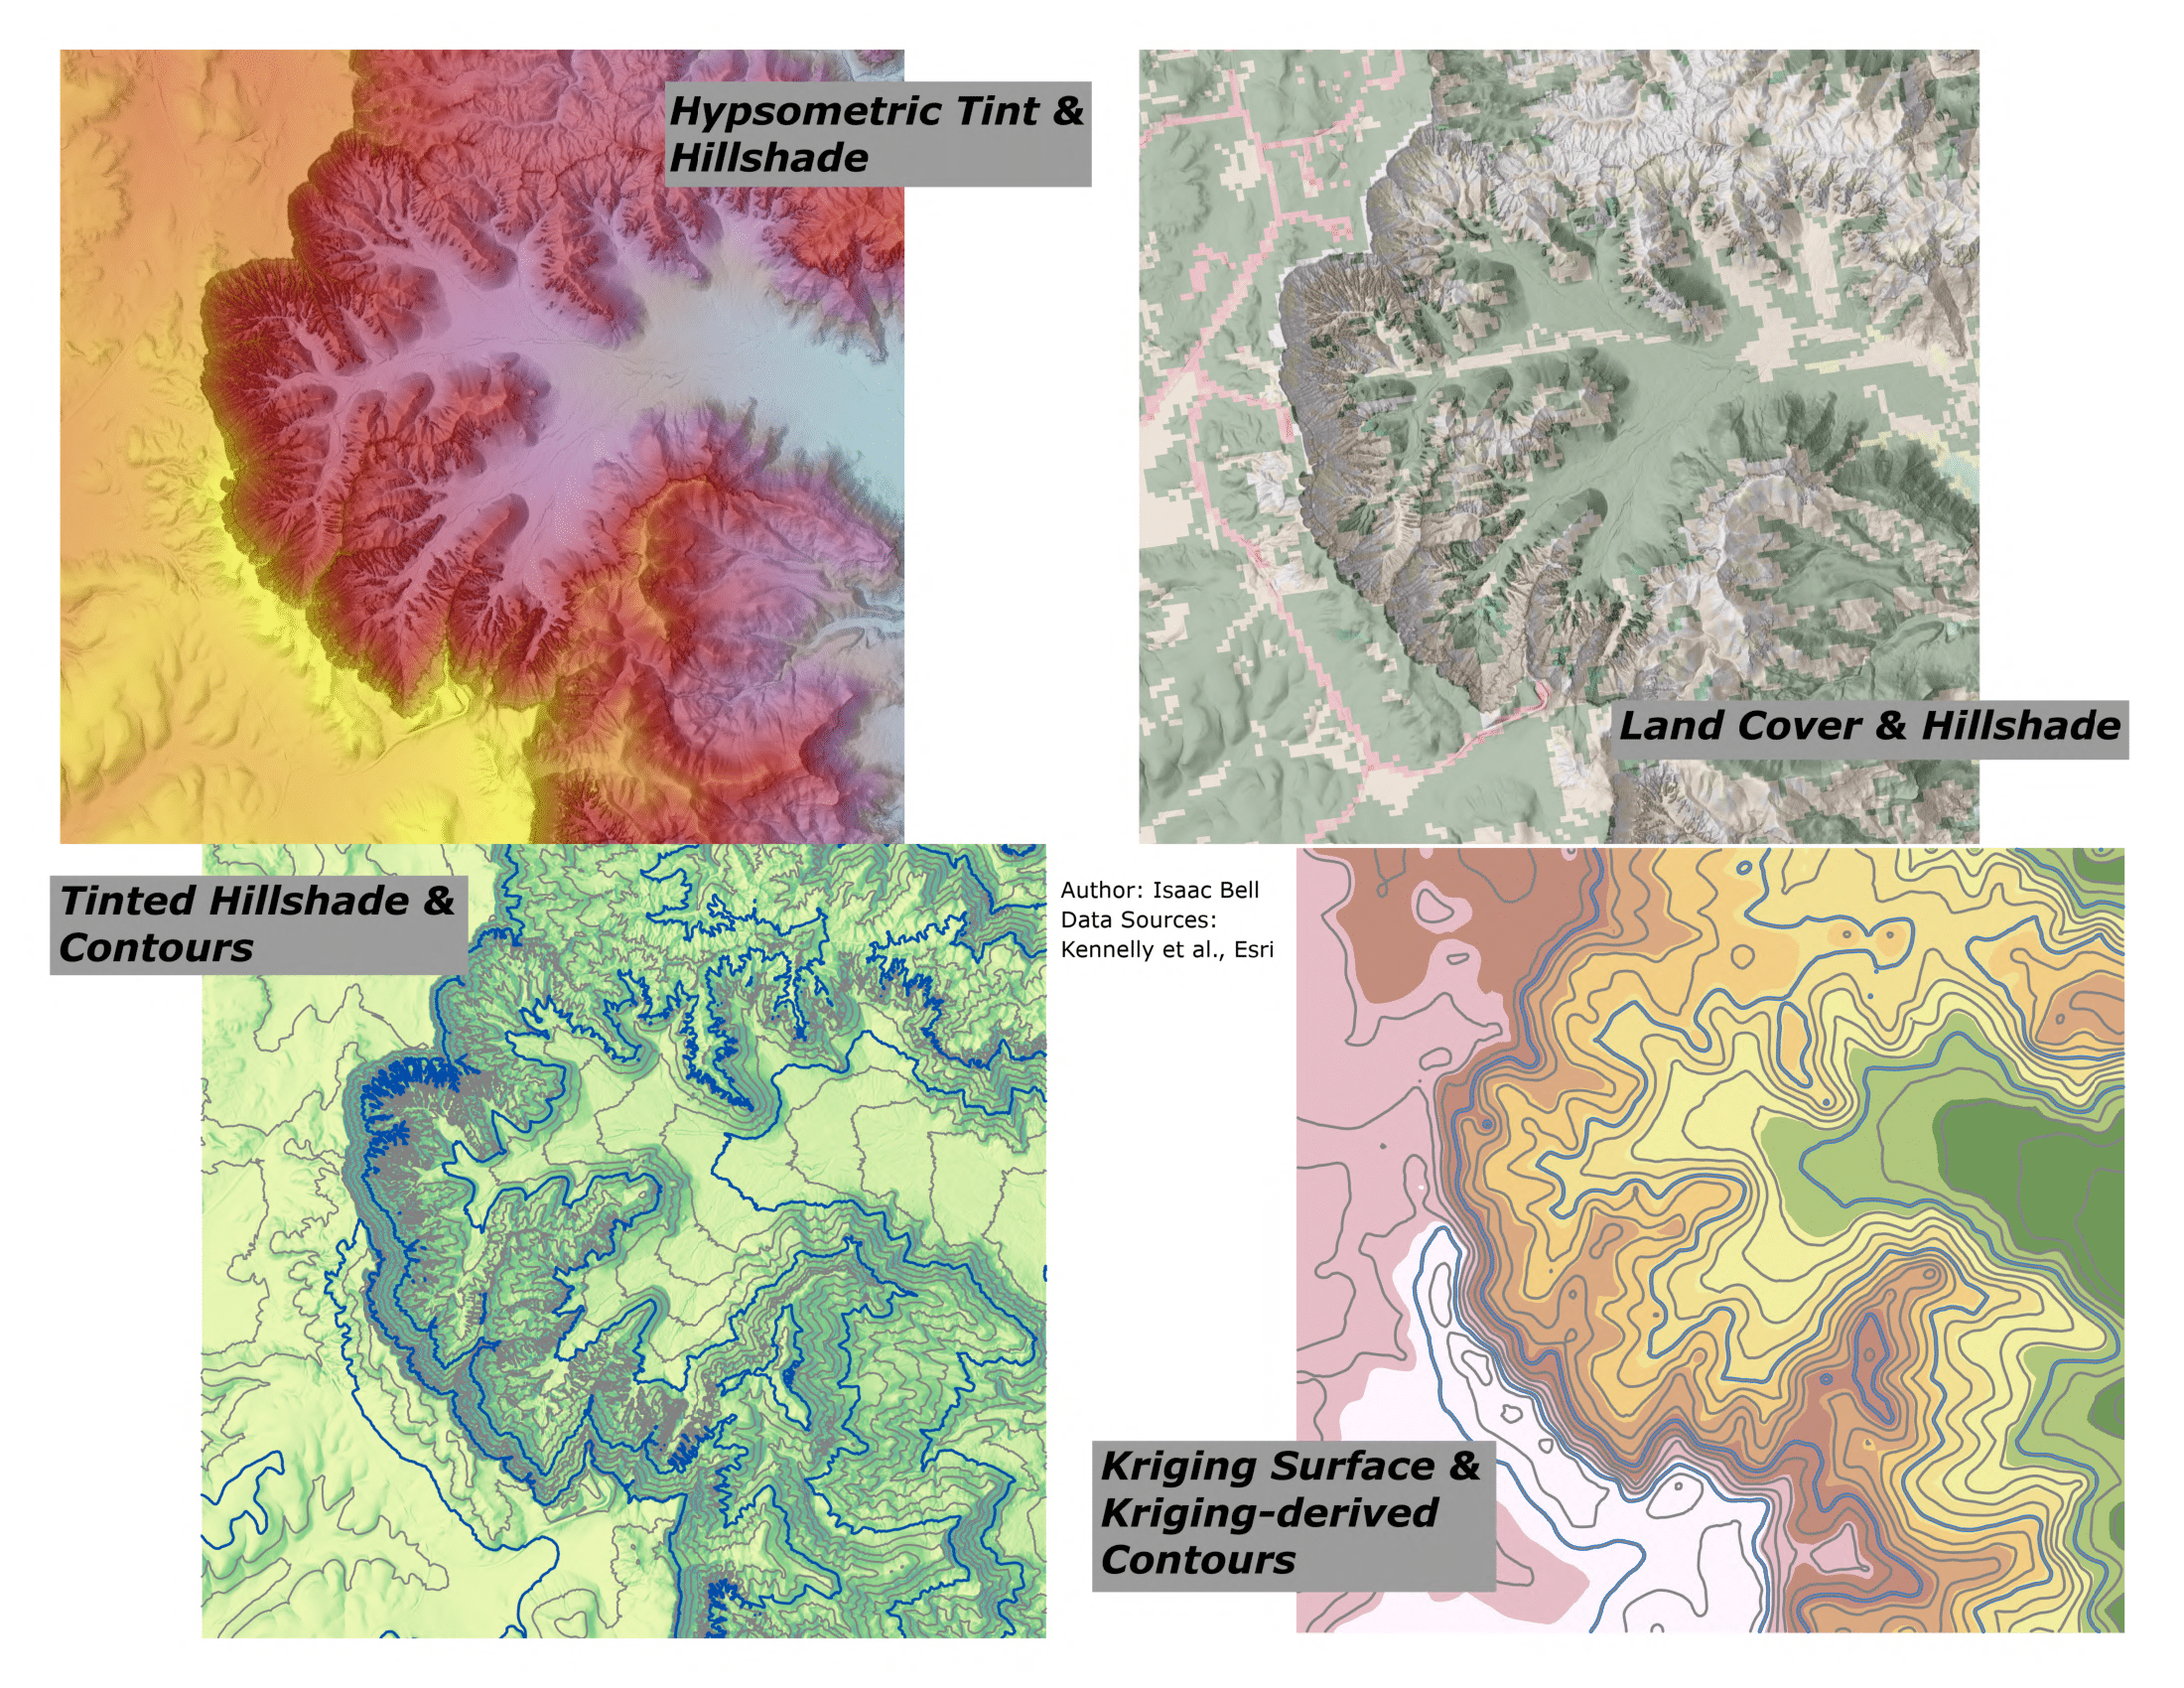 Hypsometric Tint &
Hillshade
Land Cover & Hillshade
Tinted Hillshade &
Contours
Author: Isaac Bell
Data Sources:
Kennelly et al., Esri
Kriging Surface &
Kriging-derived
Contours